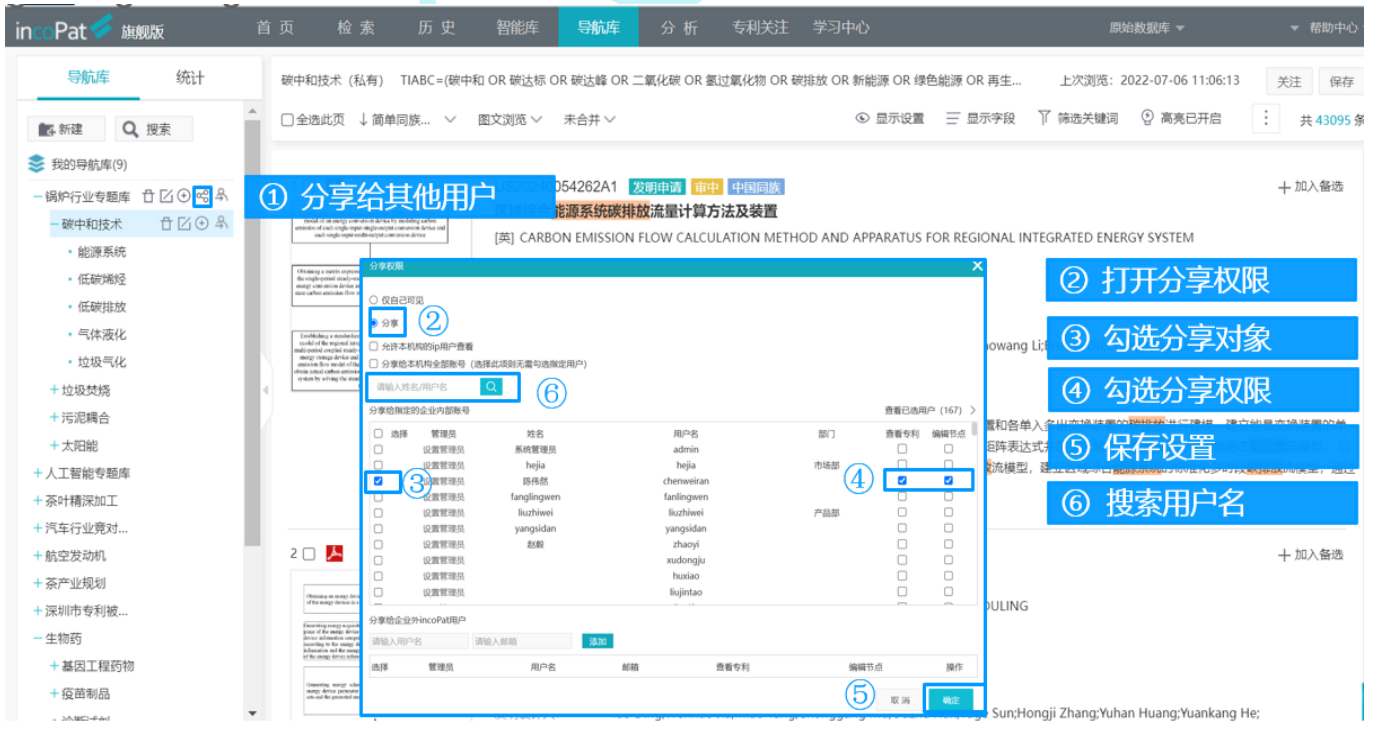 incoPat 旗舰版 首 页 检 索 历 史 智能库 导航库 分 析 专利关注 学习中心 原始数据库 帮助中心
导航库 统计
碳中和技术（私有） TIABC=(碳中和 OR 碳达标 OR 碳达峰 OR 二氧化碳 OR 氢过氧化物 OR 碳排放 OR 新能源 OR 绿色能源 OR 再生... 上次浏览：2022-07-06 11:06:13 关注 保存
新建 搜索
全选此页 简单同族... 图文浏览 未合并 显示设置 显示字段 筛选关键词 高亮已开启 共 43095 条
我的导航库(9)
锅炉行业专题库
碳中和技术
能源系统
低碳烯烃
低碳排放
气体液化
垃圾气化
垃圾焚烧
污泥耦合
太阳能
人工智能专题库
茶叶精深加工
汽车行业竞对...
航空发动机
茶产业规划
深圳市专利被...
生物药
基因工程药物
疫苗制品
① 分享给其他用户
54262A1 发明申请 审中 中国同族 加入备选
能源系统碳排放流量计算方法及装置
[英] CARBON EMISSION FLOW CALCULATION METHOD AND APPARATUS FOR REGIONAL INTEGRATED ENERGY SYSTEM
分享权限
仅自己可见
分享 ②
允许本机构的ip用户查看
分享给本机构全部账号（选择此项则无需勾选指定用户）
请输入姓名/用户名 ⑥
分享给指定的企业内部账号 查看已选用户（167）
选择 管理员 姓名 用户名 部门 查看专利 编辑节点
设置管理员 系统管理员 admin
设置管理员 hejia hejia 市场部
③ 设置管理员 陈伟然 chenweiran ④
设置管理员 fanglingwen fanlingwen
设置管理员 liuzhiwei liuzhiwei 产品部
设置管理员 yangsidan yangsidan
设置管理员 赵毅 zhaoyi
设置管理员 xudongju
设置管理员 huxiao
设置管理员 liujintao
分享给企业外incoPat用户
请输入用户名 请输入邮箱 添加
选择 管理员 用户名 邮箱 查看专利 编辑节点 操作
⑤ 取消 确定
② 打开分享权限
③ 勾选分享对象
④ 勾选分享权限
⑤ 保存设置
⑥ 搜索用户名
2 加入备选
DULING
Sun;Hongji Zhang;Yuhan Huang;Yuankang He;